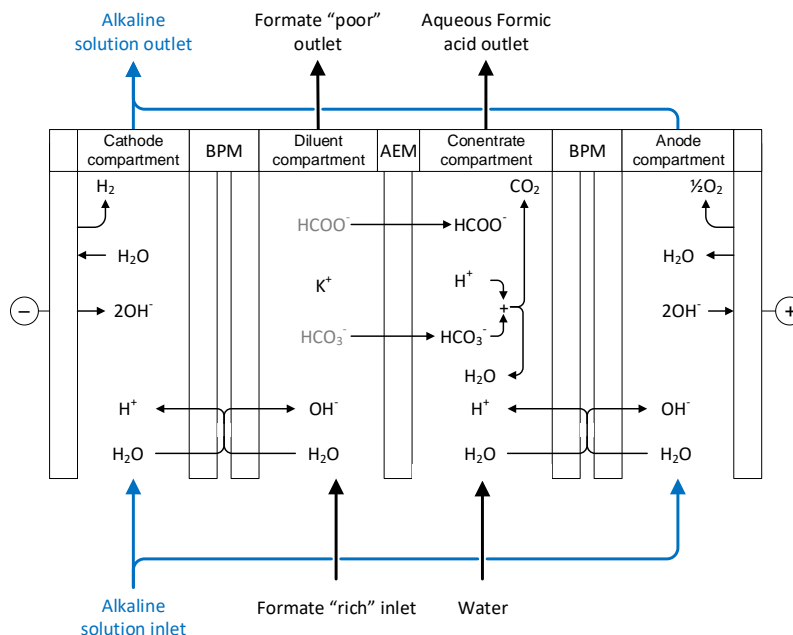 Alkaline
solution outlet
Formate “poor”
outlet
Aqueous Formic
acid outlet
Cathode
compartment
BPM
Diluent
compartment
AEM
Conentrate
compartment
BPM
Anode
compartment
H₂
CO₂
½O₂
HCOO⁻
HCOO⁻
H₂O
H₂O
K⁺
H⁺
−
2OH⁻
+
2OH⁻
+
HCO₃⁻
HCO₃⁻
H₂O
H⁺
OH⁻
H⁺
OH⁻
H₂O
H₂O
H₂O
H₂O
Alkaline
solution inlet
Formate “rich” inlet
Water